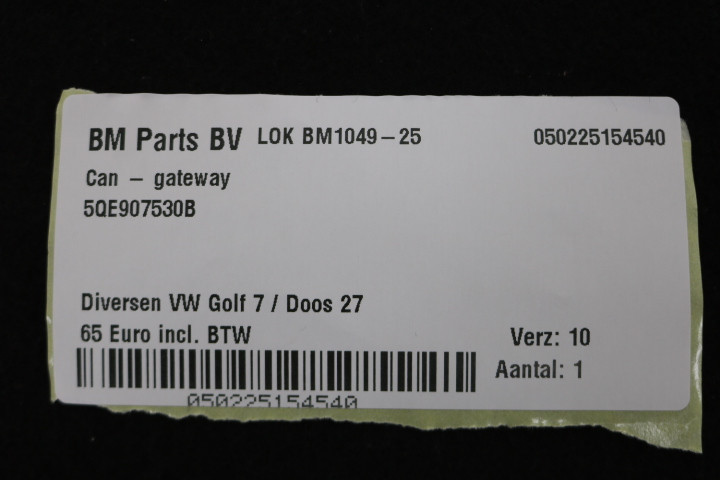 BM Parts BV LOK BM1049-25 050225154540
Can - gateway
5QE907530B
Diversen VW Golf 7 / Doos 27
65 Euro incl. BTW
Verz: 10
Aantal: 1
050225154540